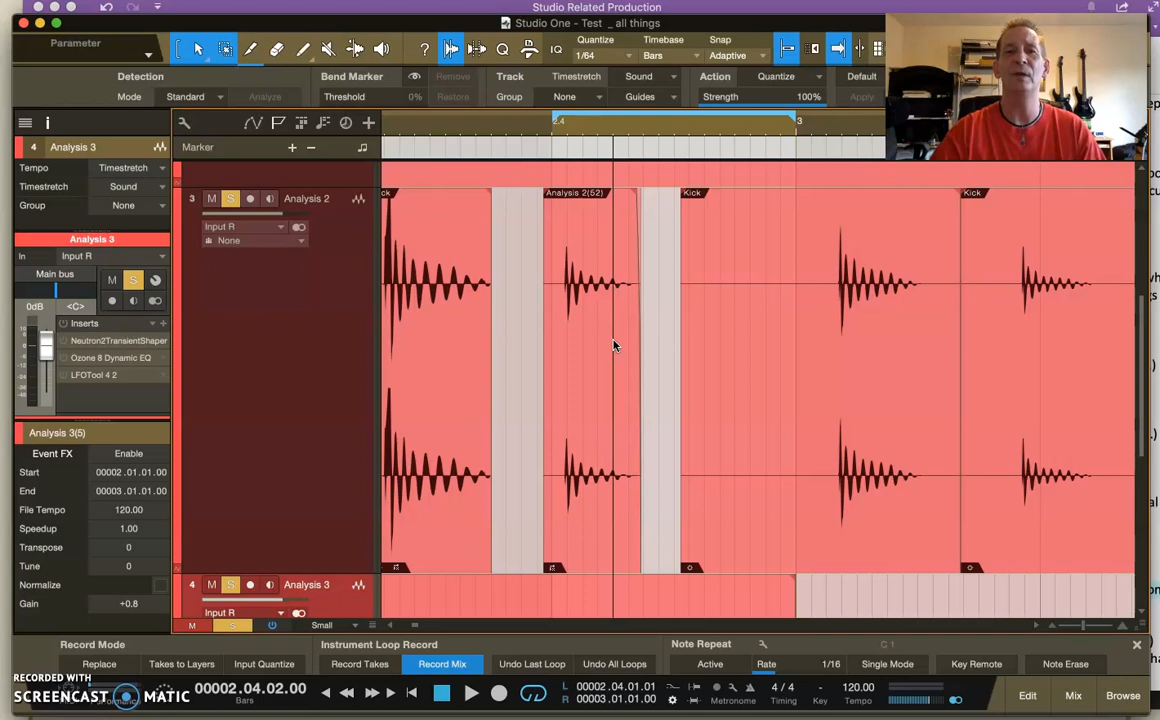 Studio Related Production
Studio One - Test _ all things
Parameter
? IQ
Quantize
1/64
Timebase
Bars
Snap
Adaptive
Detection
Mode Standard Analyze
Bend Marker Remove
Threshold 0% Restore
Track Timestretch Sound
Group None Guides
Action Quantize Default
Strength 100% Apply
4 Analysis 3
Tempo Timestretch
Timestretch Sound
Group None
Analysis 3
In Input R
Main bus
M S
0dB <C>
Inserts
Neutron2TransientShaper
Ozone 8 Dynamic EQ
LFOTool 4 2
Analysis 3(5)
Event FX Enable
Start 00002.01.01.00
End 00003.01.01.00
File Tempo 120.00
Speedup 1.00
Transpose 0
Tune 0
Normalize
Gain +0.8
Marker
2.4 3
3 M S Analysis 2
Input R
None
ck Analysis 2(52) Kick Kick
4 M S Analysis 3
Input R
M S Small
Record Mode
Replace Takes to Layers Input Quantize
Instrument Loop Record
Record Takes Record Mix Undo Last Loop Undo All Loops
Note Repeat C 1
Active Rate 1/16 Single Mode Key Remote Note Erase
RECORDED WITH
SCREENCAST MATIC
00002.04.02.00
Bars
L 00002.04.01.01
R 00003.01.01.00
Metronome
4 / 4
Timing
-
Key
120.00
Tempo
Edit Mix Browse